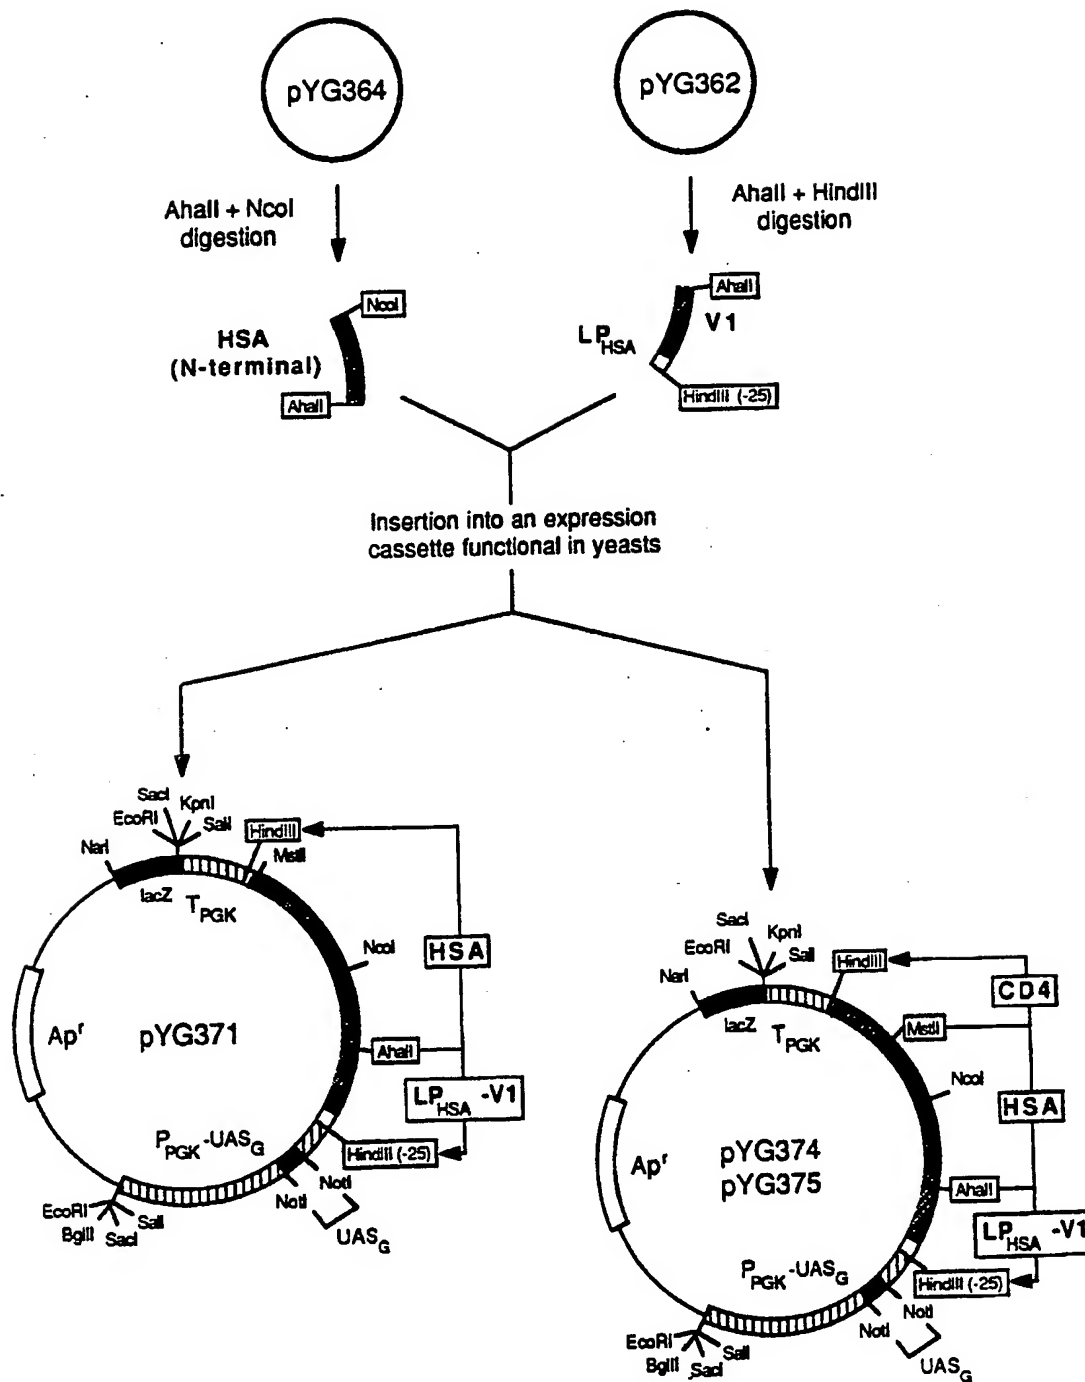 pYG364
pYG362
AhaII + NcoI
digestion
AhaII + HindIII
digestion
NcoI
HSA
(N-terminal)
AhaII
AhaII
V1
LPHSA
HindIII (-25)
Insertion into an expression
cassette functional in yeasts
SacI
KpnI
EcoRI
SalI
HindIII
NarI
MstII
lacZ
TPGK
NcoI
HSA
Apr
pYG371
AhaII
LPHSA-V1
PPGK-UASG
HindIII (-25)
NotI
NotI
UASG
EcoRI
BglII
SacI
SalI
SacI
KpnI
EcoRI
SalI
HindIII
NarI
CD4
lacZ
TPGK
MstII
NcoI
HSA
Apr
pYG374
pYG375
AhaII
LPHSA-V1
PPGK-UASG
HindIII (-25)
NotI
NotI
UASG
EcoRI
BglII
SacI
SalI